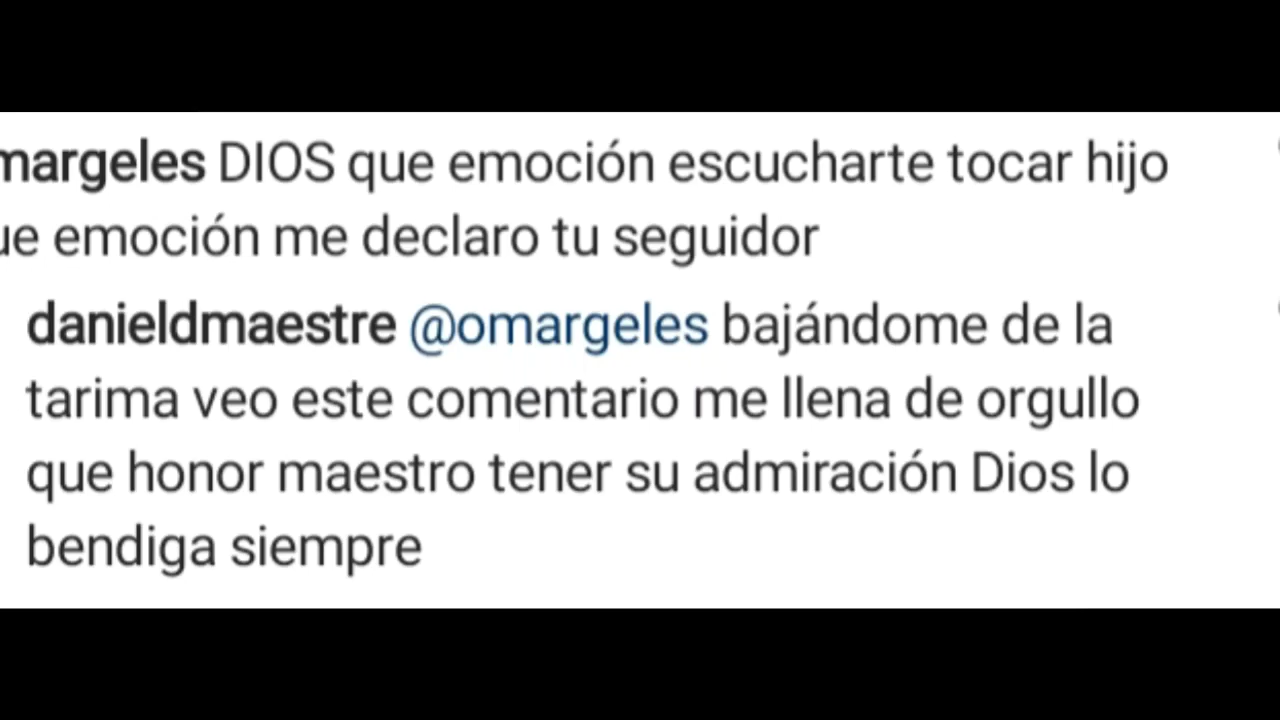 margeles DIOS que emoción escucharte tocar hijo
ue emoción me declaro tu seguidor
danieldmaestre @omargeles bajándome de la
tarima veo este comentario me llena de orgullo
que honor maestro tener su admiración Dios lo
bendiga siempre